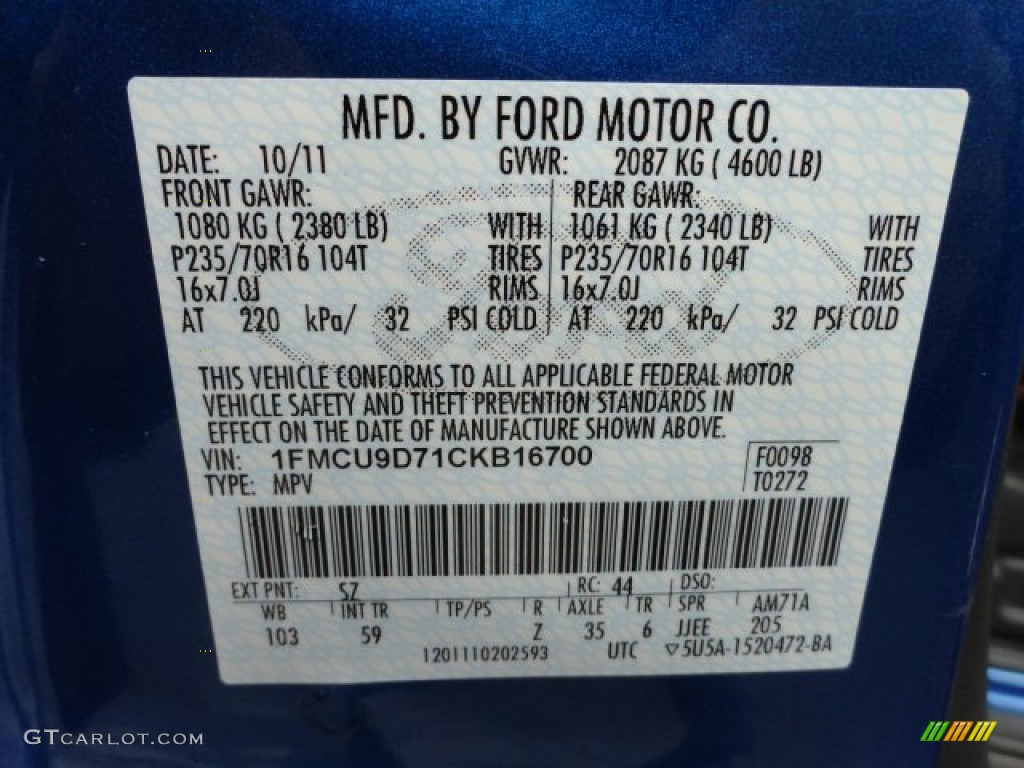 MFD. BY FORD MOTOR CO.
DATE: 10/11 GVWR: 2087 KG ( 4600 LB)
FRONT GAWR: REAR GAWR:
1080 KG ( 2380 LB) WITH 1061 KG ( 2340 LB) WITH
P235/70R16 104T TIRES P235/70R16 104T TIRES
16x7.0J RIMS 16x7.0J RIMS
AT 220 kPa/ 32 PSI COLD AT 220 kPa/ 32 PSI COLD
THIS VEHICLE CONFORMS TO ALL APPLICABLE FEDERAL MOTOR
VEHICLE SAFETY AND THEFT PREVENTION STANDARDS IN
EFFECT ON THE DATE OF MANUFACTURE SHOWN ABOVE.
VIN: 1FMCU9D71CKB16700 F0098
TYPE: MPV T0272
EXT PNT: SZ RC: 44 DSO:
WB INT TR TP/PS R AXLE TR SPR AM71A
103 59 Z 35 6 JJEE 205
1201110202593 UTC ▽5U5A-1520472-BA
GTCARLOT.COM